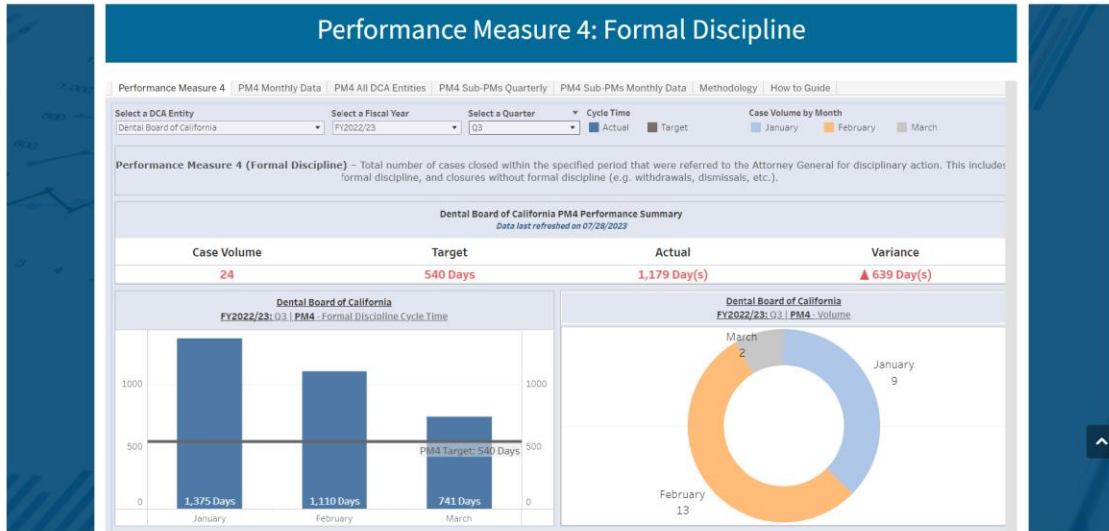 Performance Measure 4: Formal Discipline
Performance Measure 4 PM4 Monthly Data PM4 All DCA Entities PM4 Sub-PMs Quarterly PM4 Sub-PMs Monthly Data Methodology How to Guide
Select a DCA Entity Select a Fiscal Year Select a Quarter Cycle Time Case Volume by Month
Dental Board of California FY2022/23 Q3 Actual Target January February March
Performance Measure 4 (Formal Discipline) – Total number of cases closed within the specified period that were referred to the Attorney General for disciplinary action. This includes
formal discipline, and closures without formal discipline (e.g. withdrawals, dismissals, etc.).
Dental Board of California PM4 Performance Summary
Data last refreshed on 07/28/2023
Case Volume Target Actual Variance
24 540 Days 1,179 Day(s) ▲ 639 Day(s)
Dental Board of California
FY2022/23: Q3 | PM4 - Formal Discipline Cycle Time
1000 1000
500 500
PM4 Target: 540 Days
0 0
1,375 Days 1,110 Days 741 Days
January February March
Dental Board of California
FY2022/23: Q3 | PM4 - Volume
March
2
January
9
February
13